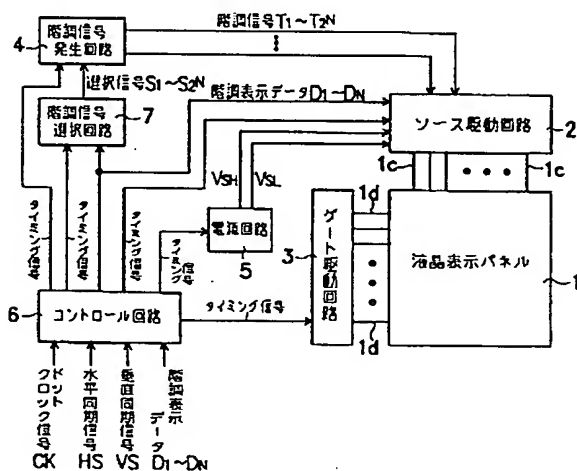 階調信号T1〜T2N
階調信号
発生回路
4
選択信号S1〜S2N
階調信号
選択回路
7
階調表示データD1〜DN
ソース駆動回路
2
1c
1c
VSH
VSL
電源回路
5
1d
3
ゲート駆動回路
1d
液晶表示パネル
1
タイミング信号
タイミング信号
タイミング信号
タイミング信号
6
コントロール回路
タイミング信号
ドット
クロック信号
CK
水平同期信号
HS
垂直同期信号
VS
階調表示
データ
D1〜DN